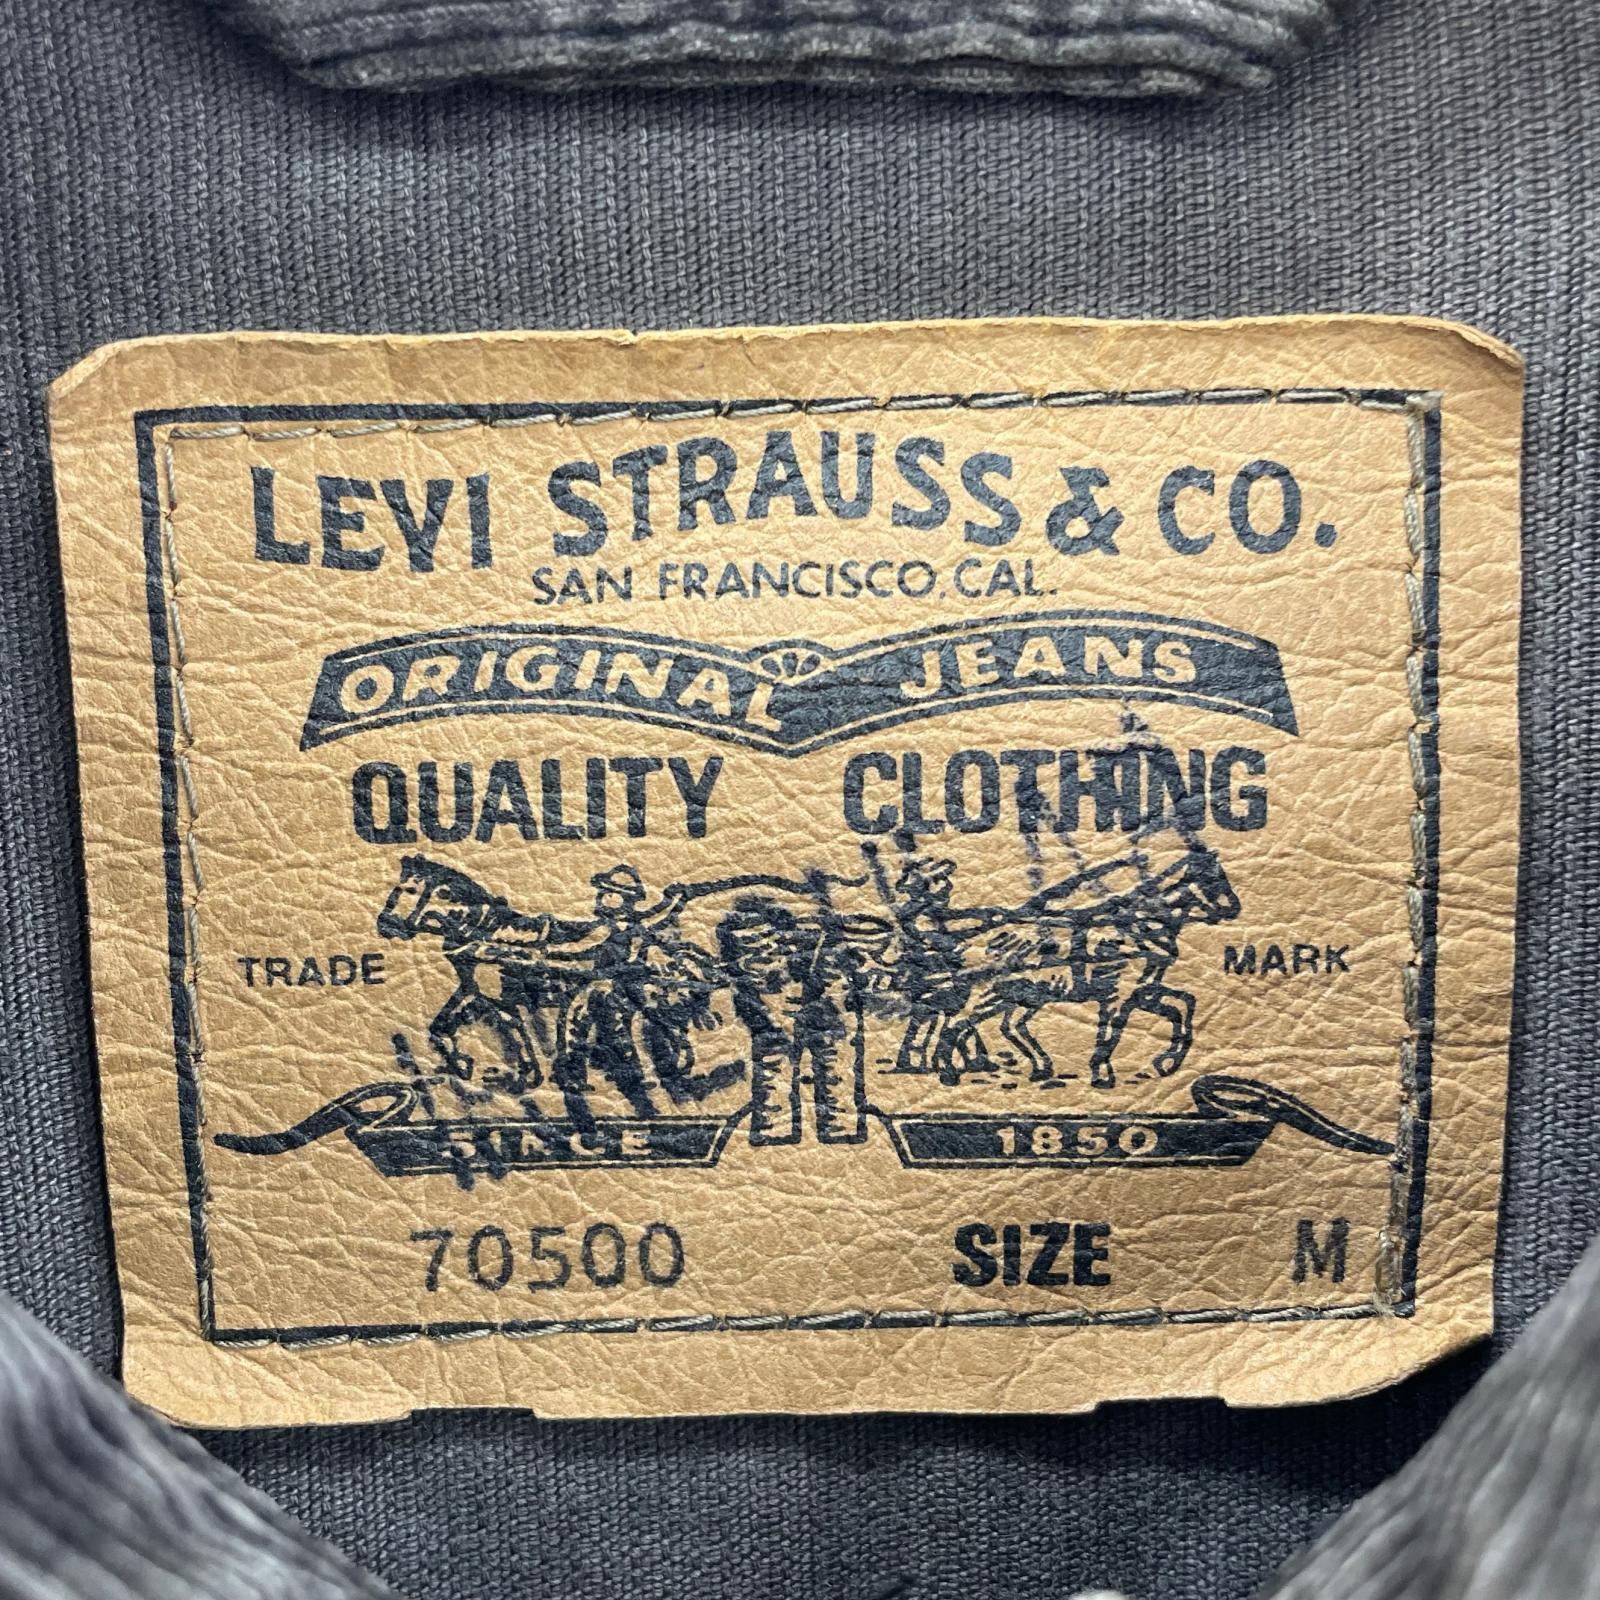 LEVI STRAUSS & CO.
SAN FRANCISCO, CAL.
ORIGINAL JEANS
QUALITY CLOTHING
TRADE MARK
SINCE 1850
70500 SIZE M